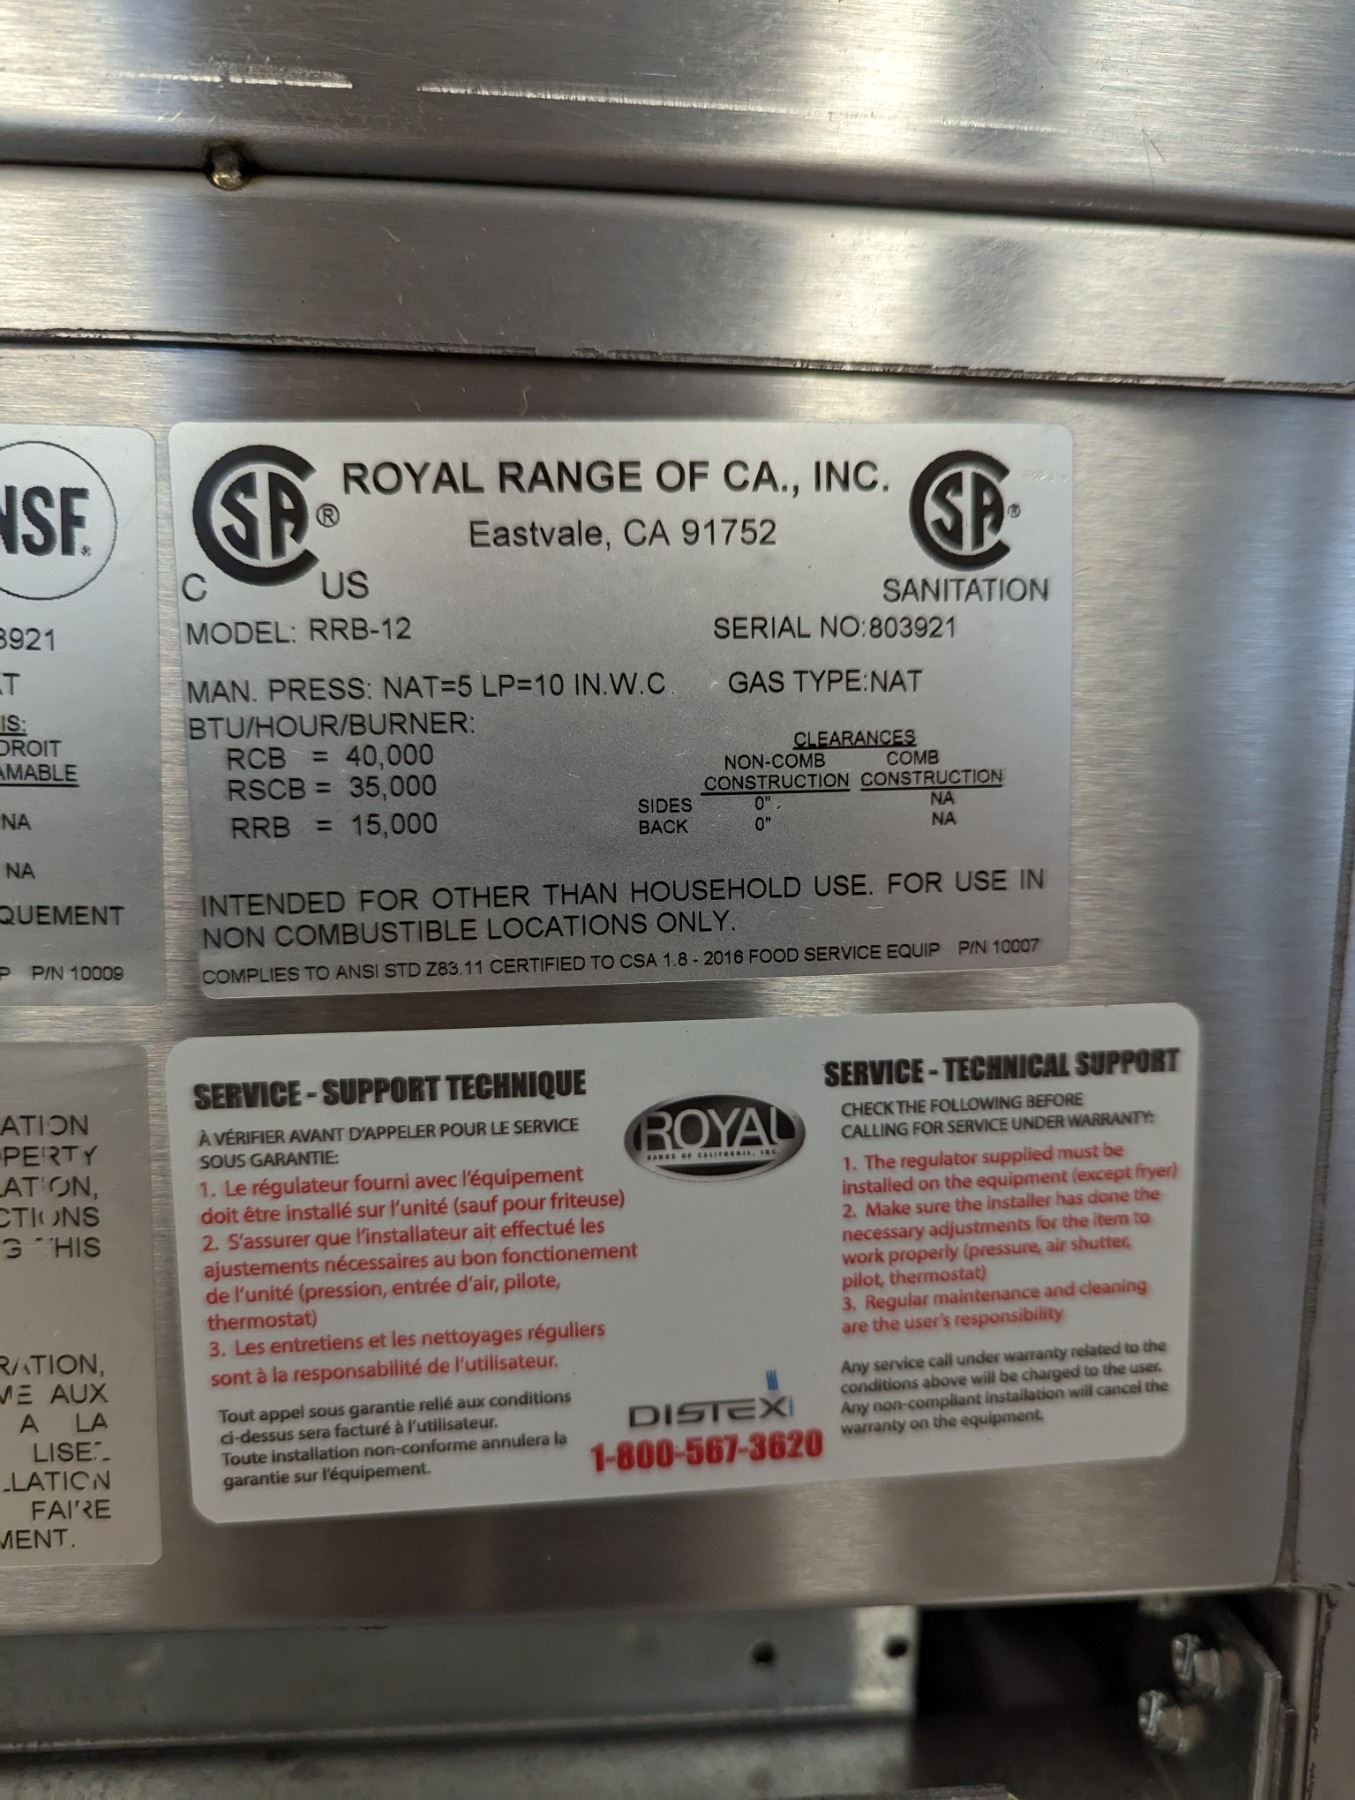 NSF
3921
IS:
DROIT
NA
NA
P P/N 10009
CSA® ROYAL RANGE OF CA., INC. CSA®
Eastvale, CA 91752
C US SANITATION
MODEL: RRB-12 SERIAL NO:803921
MAN. PRESS: NAT=5 LP=10 IN.W.C. GAS TYPE:NAT
BTU/HOUR/BURNER:
RCB = 40,000
RSCB = 35,000
RRB = 15,000
CLEARANCES
NON-COMB COMB
CONSTRUCTION CONSTRUCTION
SIDES 0" NA
BACK 0" NA
INTENDED FOR OTHER THAN HOUSEHOLD USE. FOR USE IN
NON COMBUSTIBLE LOCATIONS ONLY.
COMPLIES TO ANSI STD Z83.11 CERTIFIED TO CSA 1.8 - 2016 FOOD SERVICE EQUIP P/N 10007
THIS
AUX
A LA
FAIRE
SERVICE - SUPPORT TECHNIQUE
À VÉRIFIER AVANT D'APPELER POUR LE SERVICE
SOUS GARANTIE:
1. Le régulateur fourni avec l'équipement
doit être installé sur l'unité (sauf pour friteuse)
2. S'assurer que l'installateur ait effectué les
ajustements nécessaires au bon fonctionement
de l'unité (pression, entrée d'air, pilote,
thermostat)
3. Les entretiens et les nettoyages réguliers
sont à la responsabilité de l'utilisateur.
Tout appel sous garantie relié aux conditions
ci-dessus sera facturé à l'utilisateur.
Toute installation non-conforme annulera la
garantie sur l'équipement.
ROYAL
RANGE OF CALIFORNIA, INC.
DISTEX
1-800-567-3620
SERVICE - TECHNICAL SUPPORT
CHECK THE FOLLOWING BEFORE
CALLING FOR SERVICE UNDER WARRANTY:
1. The regulator supplied must be
installed on the equipment (except fryer)
2. Make sure the installer has done the
necessary adjustments for the item to
work properly (pressure, air shutter,
pilot, thermostat)
3. Regular maintenance and cleaning
are the user's responsibility
Any service call under warranty related to the
conditions above will be charged to the user.
Any non-compliant installation will cancel the
warranty on the equipment.